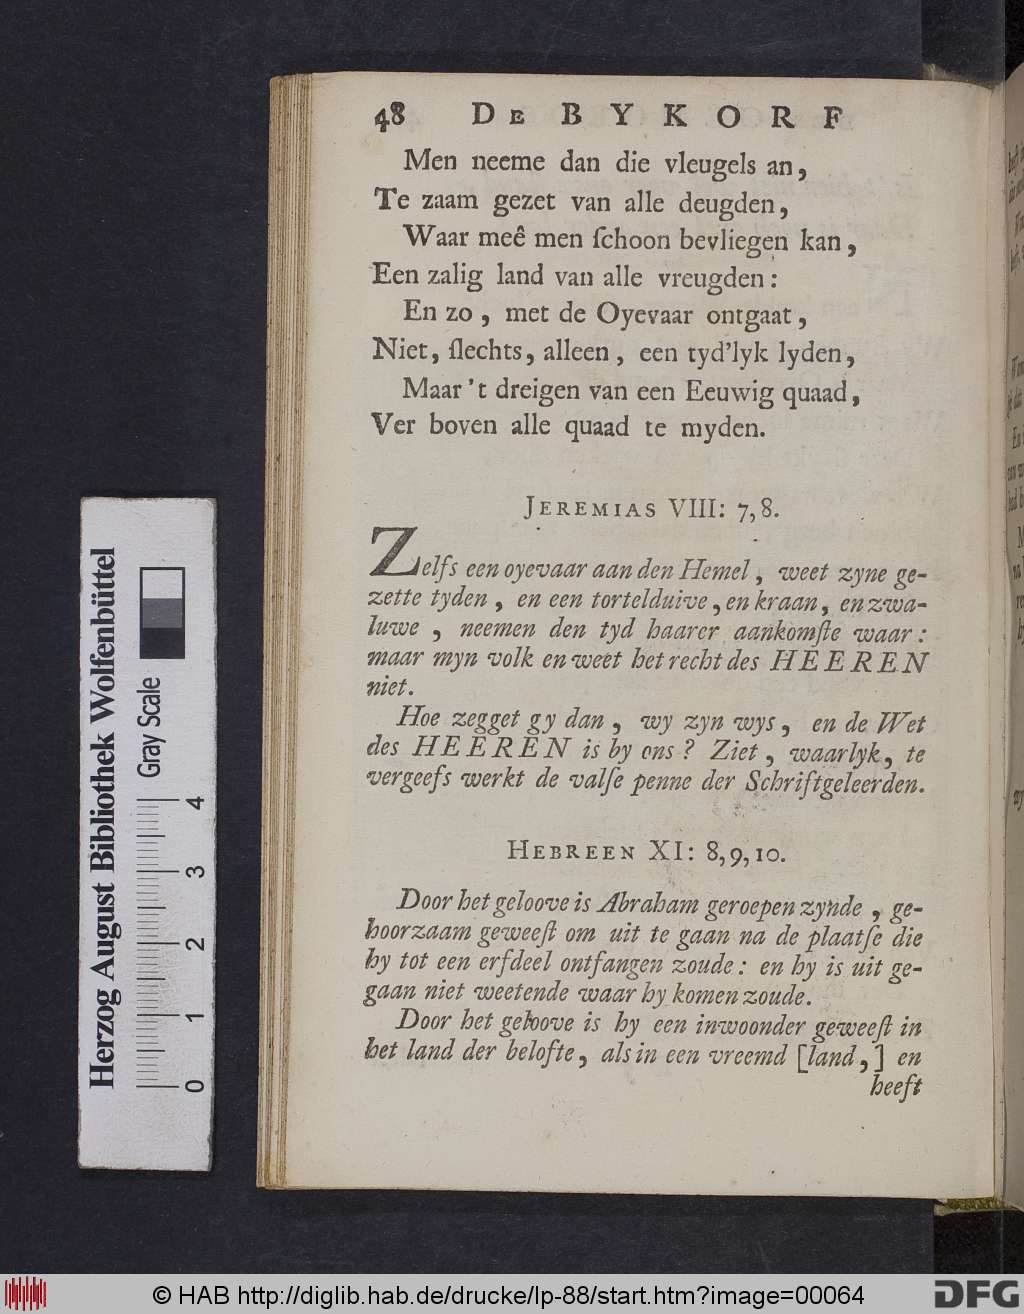 48 DE BYKORF
Men neeme dan die vleugels an,
Te zaam gezet van alle deugden,
Waar meê men ſchoon bevliegen kan,
Een zalig land van alle vreugden:
En zo, met de Oyevaar ontgaat,
Niet, ſlechts, alleen, een tyd'lyk lyden,
Maar 't dreigen van een Eeuwig quaad,
Ver boven alle quaad te myden.
JEREMIAS VIII: 7, 8.
Zelfs een oyevaar aan den Hemel, weet zyne ge-
zette tyden, en een tortelduive, en kraan, en zwa-
luwe, neemen den tyd haarer aankomſte waar:
maar myn volk en weet het recht des HEEREN
niet.
Hoe zegget gy dan, wy zyn wys, en de Wet
des HEEREN is by ons? Ziet, waarlyk, te
vergeefs werkt de valſe penne der Schriftgeleerden.
HEBREEN XI: 8, 9, 10.
Door het geloove is Abraham geroepen zynde, ge-
hoorzaam geweeſt om uit te gaan na de plaatſe die
hy tot een erfdeel ontfangen zoude: en hy is uit ge-
gaan niet weetende waar hy komen zoude.
Door het geloove is hy een inwoonder geweeſt in
het land der belofte, als in een vreemd [land,] en
heeft
Herzog August Bibliothek Wolfenbüttel
Gray Scale
0 1 2 3 4
© HAB http://diglib.hab.de/drucke/lp-88/start.htm?image=00064
DFG